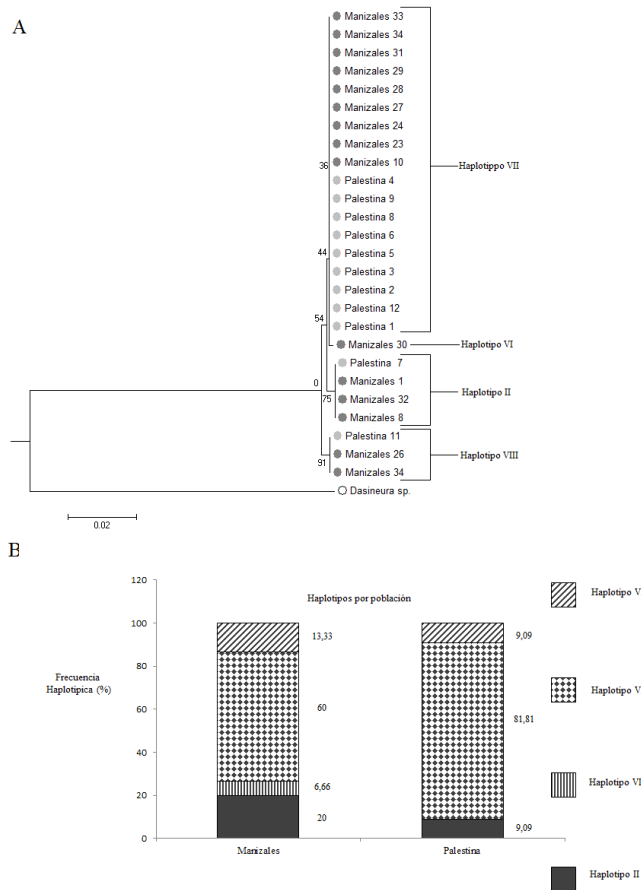 A
Manizales 33
Manizales 34
Manizales 31
Manizales 29
Manizales 28
Manizales 27
Manizales 24
Manizales 23
36
Manizales 10
Haplotippo VII
Palestina 4
Palestina 9
Palestina 8
Palestina 6
44
Palestina 5
Palestina 3
Palestina 2
Palestina 12
54
Palestina 1
Manizales 30
Haplotipo VI
Palestina 7
0
Manizales 1
Haplotipo II
75
Manizales 32
Manizales 8
Palestina 11
91
Manizales 26
Haplotipo VIII
Manizales 34
Dasineura sp.
0.02
B
Haplotipos por población
Frecuencia
Haplotípica (%)
120
100
80
60
40
20
0
13,33
60
6,66
20
9,09
81,81
9,09
Manizales
Palestina
Haplotipo V
Haplotipo V
Haplotipo VI
Haplotipo II